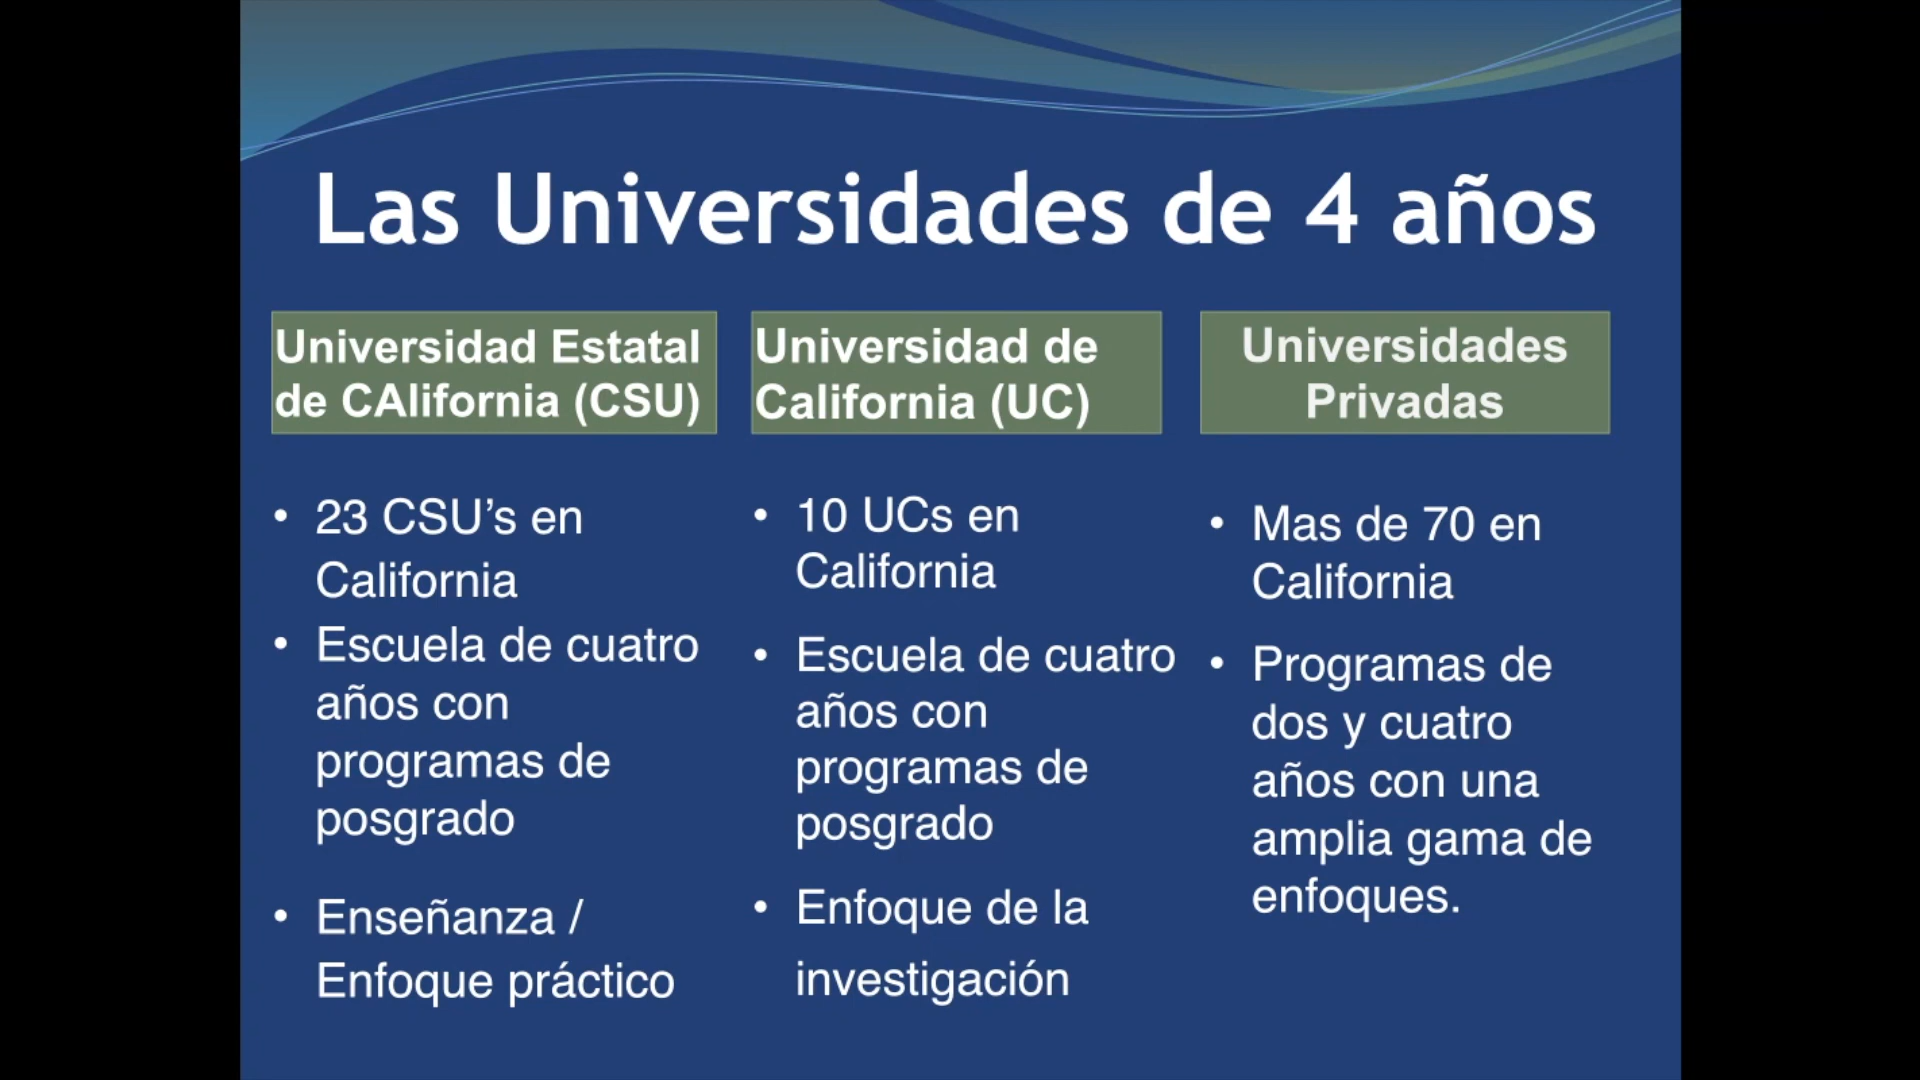 Las Universidades de 4 años
Universidad Estatal
de CAlifornia (CSU)
• 23 CSU’s en
California
• Escuela de cuatro
años con
programas de
posgrado
• Enseñanza /
Enfoque práctico
Universidad de
California (UC)
• 10 UCs en
California
• Escuela de cuatro
años con
programas de
posgrado
• Enfoque de la
investigación
Universidades
Privadas
• Mas de 70 en
California
• Programas de
dos y cuatro
años con una
amplia gama de
enfoques.